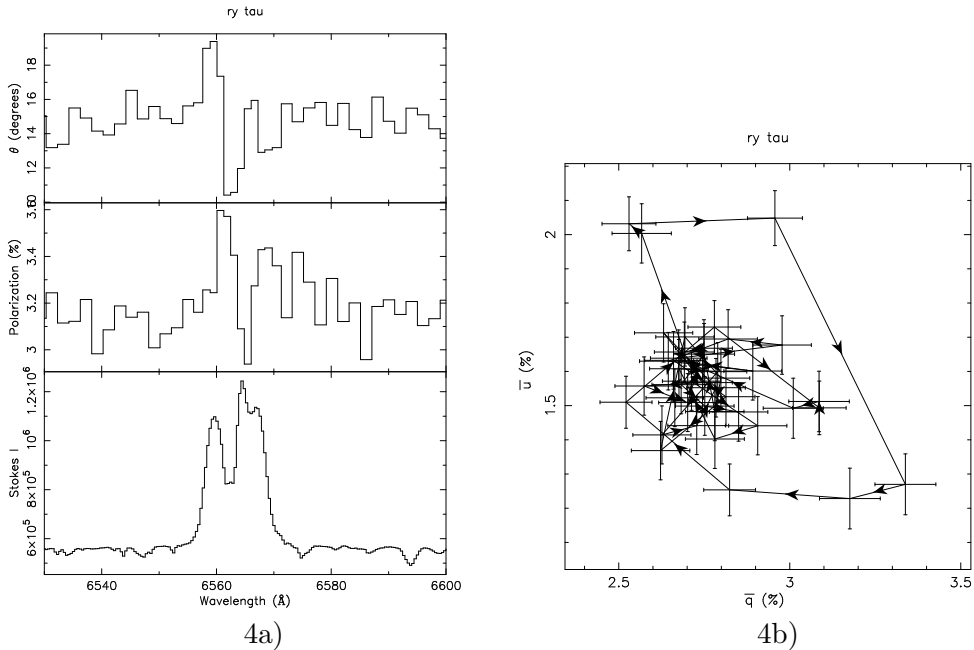 ry tau
θ (degrees)
10 12 14 16 18
Polarization (%)
3 3.2 3.4 3.6
Stokes I
6×10⁵ 8×10⁵ 10⁶ 1.2×10⁶
6540 6560 6580 6600
Wavelength (Å)
4a)
ry tau
u̅ (%)
1.5 2
2.5 3 3.5
q̅ (%)
4b)